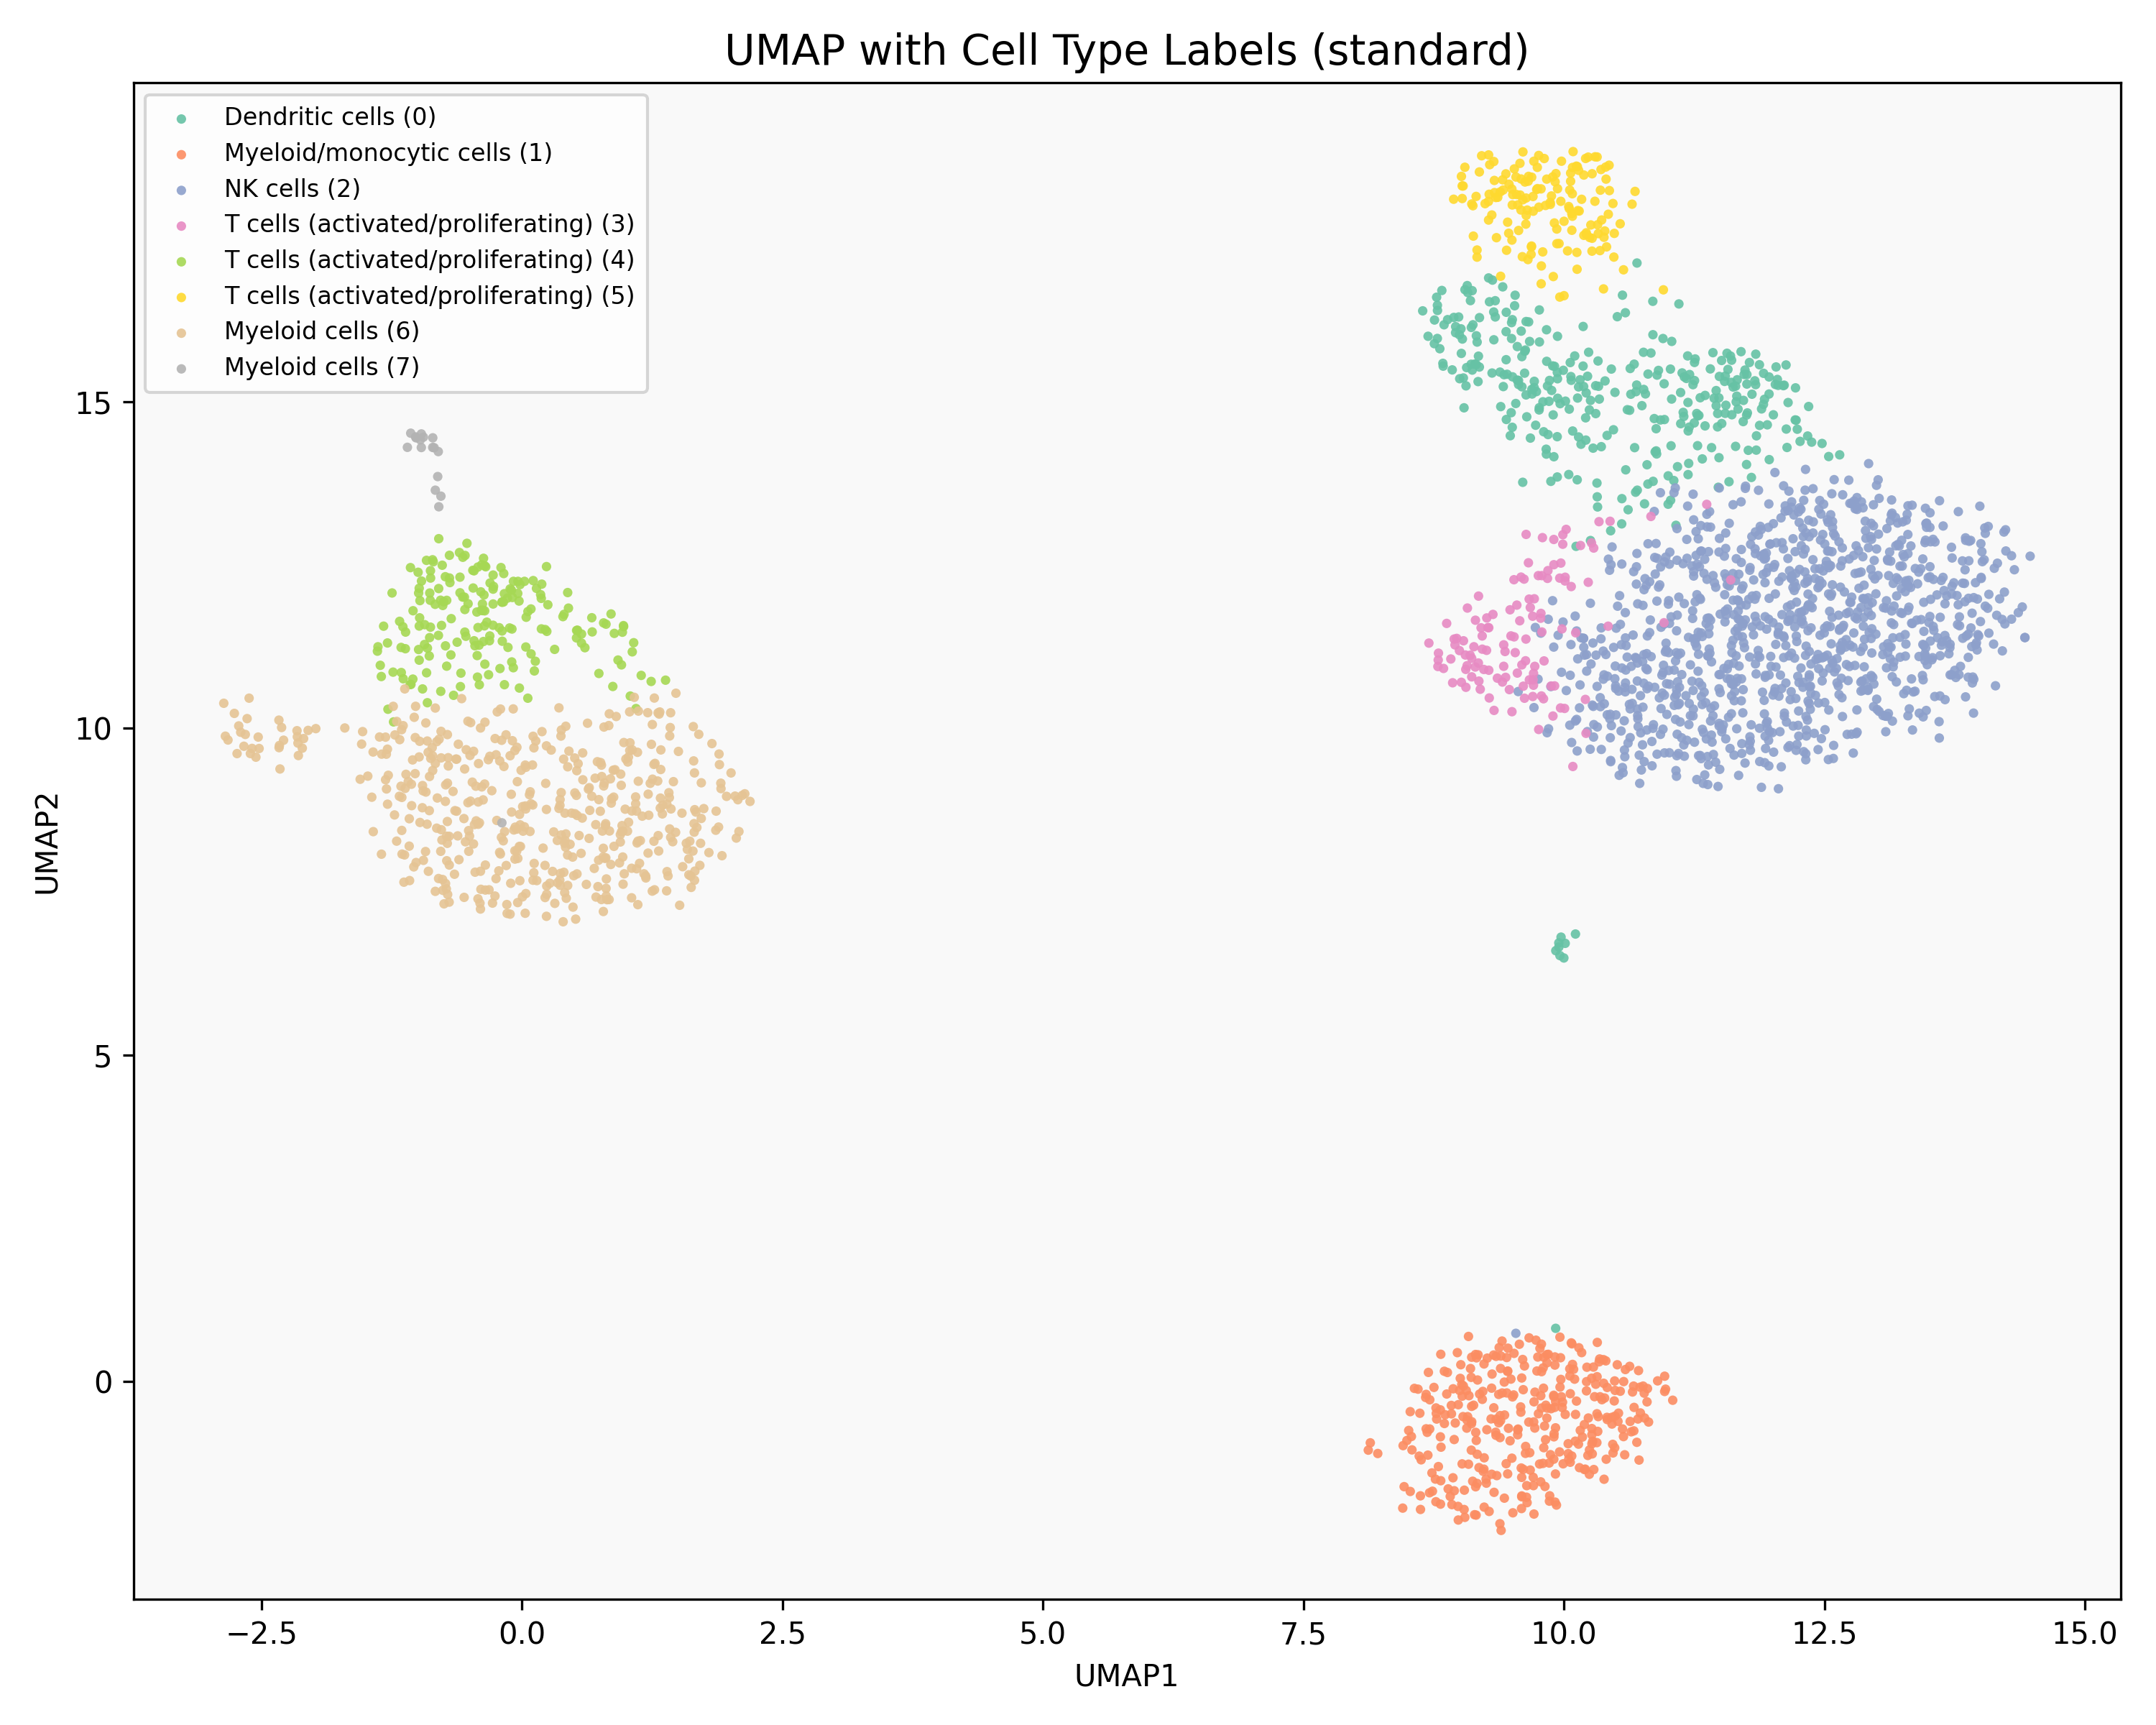 UMAP with Cell Type Labels (standard)
Dendritic cells (0)
Myeloid/monocytic cells (1)
NK cells (2)
T cells (activated/proliferating) (3)
T cells (activated/proliferating) (4)
T cells (activated/proliferating) (5)
Myeloid cells (6)
Myeloid cells (7)
15
10
5
0
UMAP2
−2.5 0.0 2.5 5.0 7.5 10.0 12.5 15.0
UMAP1